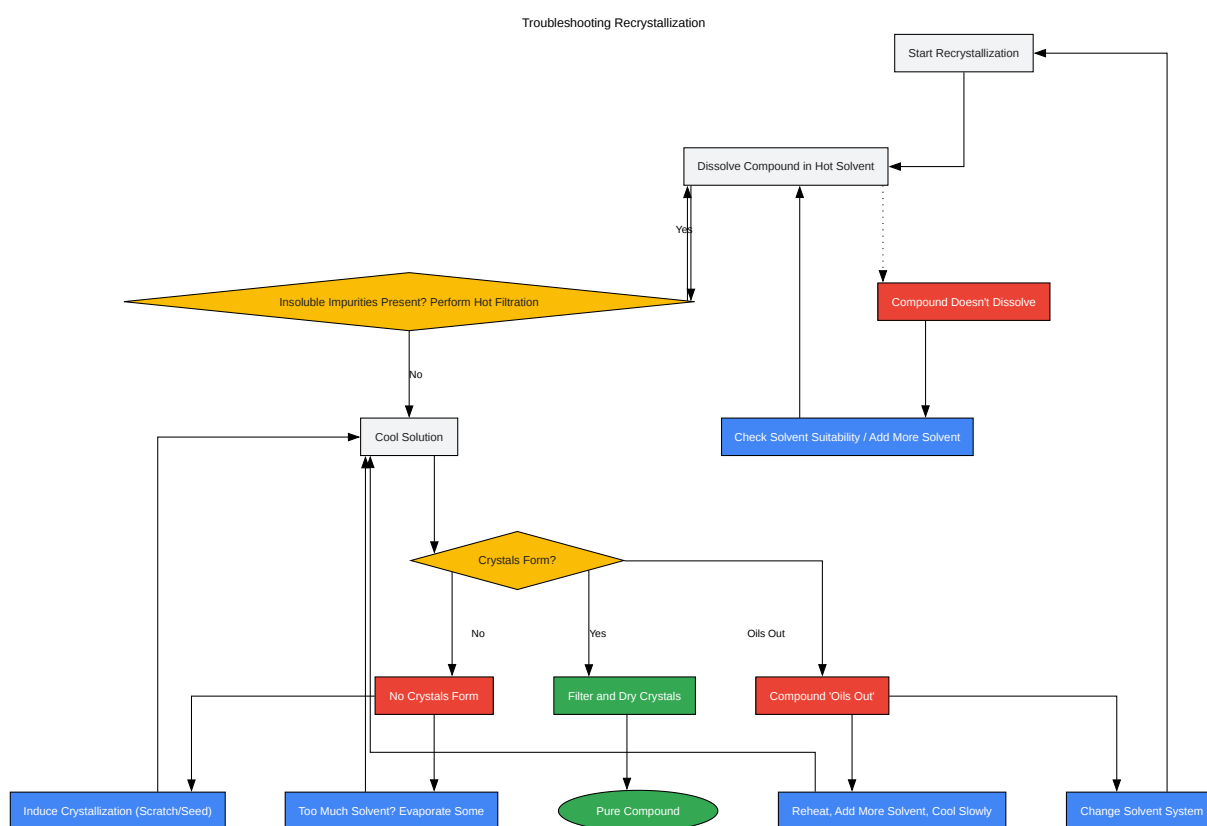 Troubleshooting Recrystallization
Start Recrystallization
Dissolve Compound in Hot Solvent
Yes
Insoluble Impurities Present? Perform Hot Filtration
Compound Doesn't Dissolve
No
Cool Solution
Check Solvent Suitability / Add More Solvent
Crystals Form?
No
Yes
Oils Out
No Crystals Form
Filter and Dry Crystals
Compound 'Oils Out'
Induce Crystallization (Scratch/Seed)
Too Much Solvent? Evaporate Some
Pure Compound
Reheat, Add More Solvent, Cool Slowly
Change Solvent System